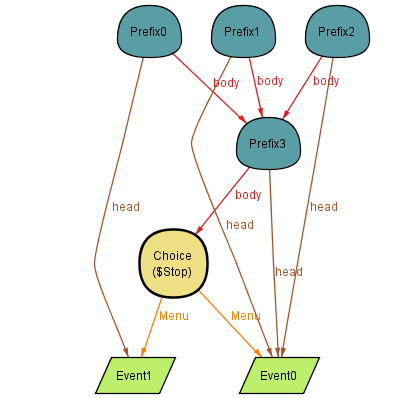 Prefix0
Prefix1
Prefix2
body
body
body
Prefix3
body
head
head
head
Choice
($Stop)
head
Menu
Menu
Event1
Event0